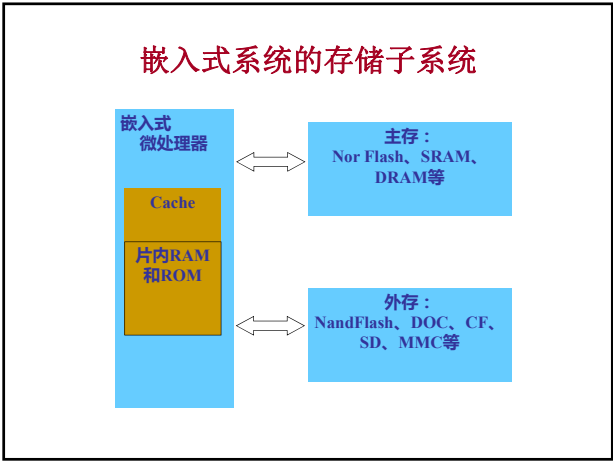 嵌入式系统的存储子系统
嵌入式
微处理器
Cache
片内RAM
和ROM
主存：
Nor Flash、SRAM、
DRAM等
外存：
NandFlash、DOC、CF、
SD、MMC等